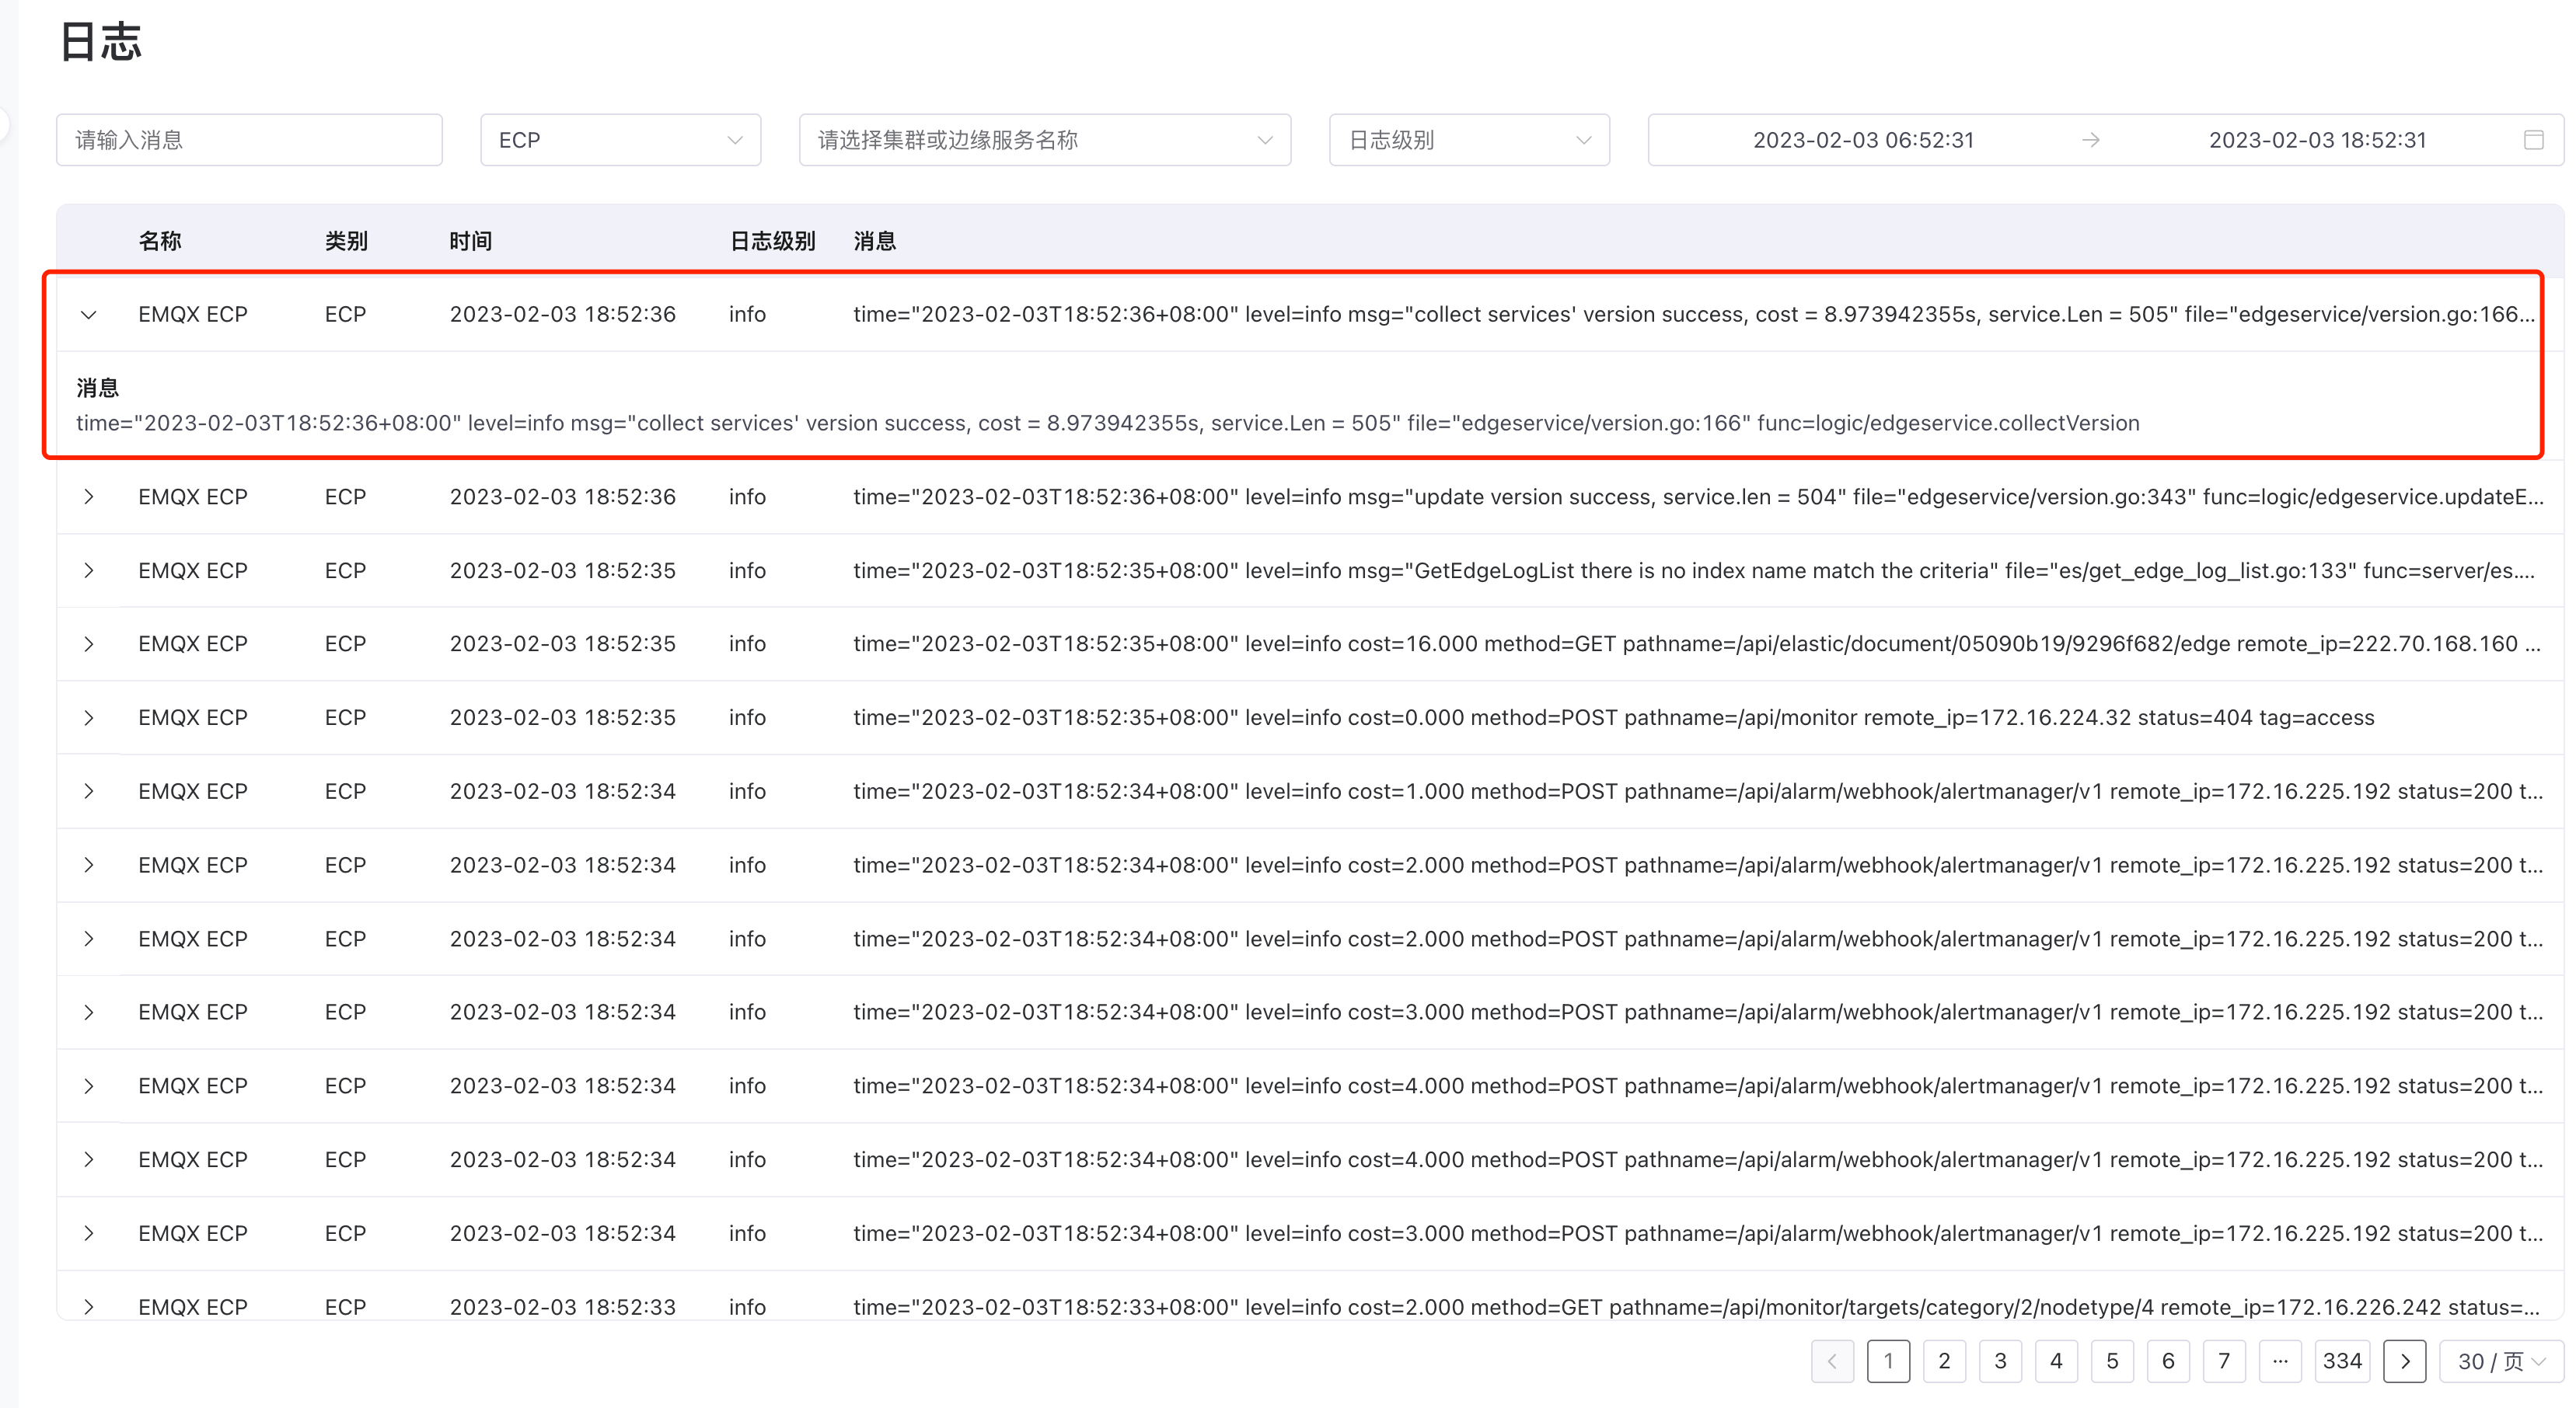 日志
请输入消息 ECP 请选择集群或边缘服务名称 日志级别 2023-02-03 06:52:31 → 2023-02-03 18:52:31
名称 类别 时间 日志级别 消息
EMQX ECP ECP 2023-02-03 18:52:36 info time="2023-02-03T18:52:36+08:00" level=info msg="collect services' version success, cost = 8.973942355s, service.Len = 505" file="edgeservice/version.go:166...
消息
time="2023-02-03T18:52:36+08:00" level=info msg="collect services' version success, cost = 8.973942355s, service.Len = 505" file="edgeservice/version.go:166" func=logic/edgeservice.collectVersion
EMQX ECP ECP 2023-02-03 18:52:36 info time="2023-02-03T18:52:36+08:00" level=info msg="update version success, service.len = 504" file="edgeservice/version.go:343" func=logic/edgeservice.updateE...
EMQX ECP ECP 2023-02-03 18:52:35 info time="2023-02-03T18:52:35+08:00" level=info msg="GetEdgeLogList there is no index name match the criteria" file="es/get_edge_log_list.go:133" func=server/es....
EMQX ECP ECP 2023-02-03 18:52:35 info time="2023-02-03T18:52:35+08:00" level=info cost=16.000 method=GET pathname=/api/elastic/document/05090b19/9296f682/edge remote_ip=222.70.168.160 ...
EMQX ECP ECP 2023-02-03 18:52:35 info time="2023-02-03T18:52:35+08:00" level=info cost=0.000 method=POST pathname=/api/monitor remote_ip=172.16.224.32 status=404 tag=access
EMQX ECP ECP 2023-02-03 18:52:34 info time="2023-02-03T18:52:34+08:00" level=info cost=1.000 method=POST pathname=/api/alarm/webhook/alertmanager/v1 remote_ip=172.16.225.192 status=200 t...
EMQX ECP ECP 2023-02-03 18:52:34 info time="2023-02-03T18:52:34+08:00" level=info cost=2.000 method=POST pathname=/api/alarm/webhook/alertmanager/v1 remote_ip=172.16.225.192 status=200 t...
EMQX ECP ECP 2023-02-03 18:52:34 info time="2023-02-03T18:52:34+08:00" level=info cost=2.000 method=POST pathname=/api/alarm/webhook/alertmanager/v1 remote_ip=172.16.225.192 status=200 t...
EMQX ECP ECP 2023-02-03 18:52:34 info time="2023-02-03T18:52:34+08:00" level=info cost=3.000 method=POST pathname=/api/alarm/webhook/alertmanager/v1 remote_ip=172.16.225.192 status=200 t...
EMQX ECP ECP 2023-02-03 18:52:34 info time="2023-02-03T18:52:34+08:00" level=info cost=4.000 method=POST pathname=/api/alarm/webhook/alertmanager/v1 remote_ip=172.16.225.192 status=200 t...
EMQX ECP ECP 2023-02-03 18:52:34 info time="2023-02-03T18:52:34+08:00" level=info cost=4.000 method=POST pathname=/api/alarm/webhook/alertmanager/v1 remote_ip=172.16.225.192 status=200 t...
EMQX ECP ECP 2023-02-03 18:52:34 info time="2023-02-03T18:52:34+08:00" level=info cost=3.000 method=POST pathname=/api/alarm/webhook/alertmanager/v1 remote_ip=172.16.225.192 status=200 t...
EMQX ECP ECP 2023-02-03 18:52:33 info time="2023-02-03T18:52:33+08:00" level=info cost=2.000 method=GET pathname=/api/monitor/targets/category/2/nodetype/4 remote_ip=172.16.226.242 status=...
1 2 3 4 5 6 7 ··· 334 30 / 页